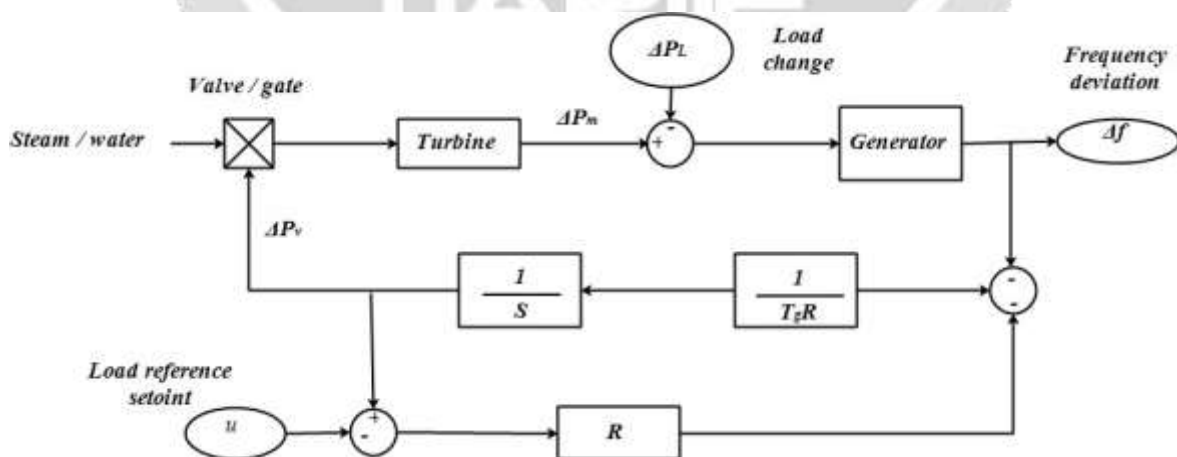 ΔPL
Load
change
Frequency
deviation
Valve / gate
Steam / water
Turbine
ΔPm
-
+
Generator
Δf
ΔPv
1
S
1
TgR
-
-
Load reference
setoint
u
+
-
R